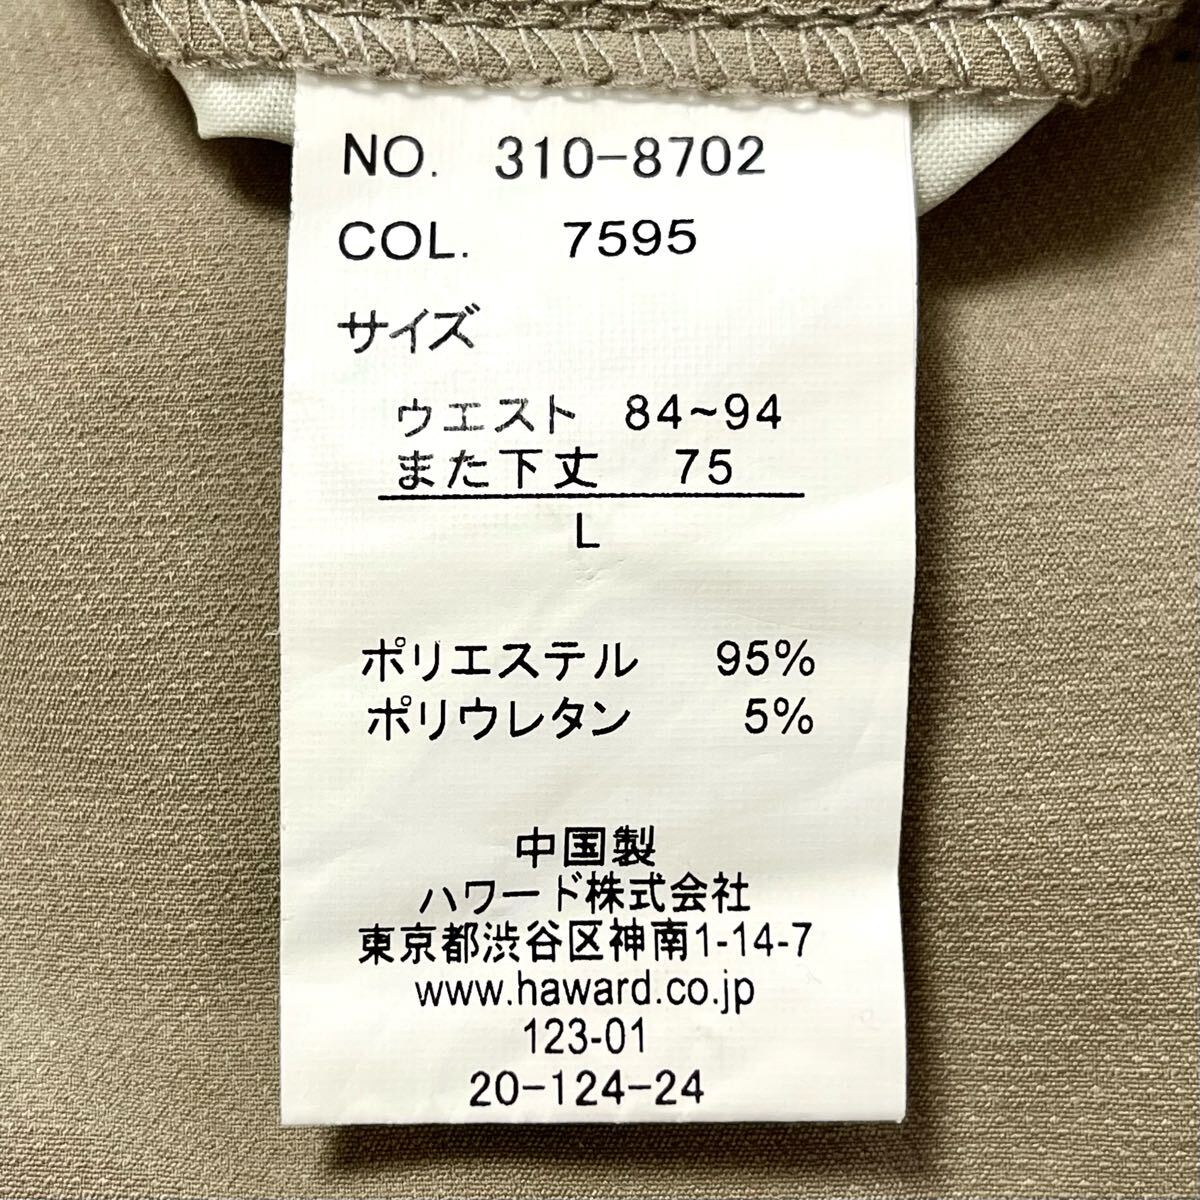 NO. 310-8702
COL. 7595
サイズ
ウエスト 84~94
また下丈 75
L
ポリエステル 95%
ポリウレタン 5%
中国製
ハワード株式会社
東京都渋谷区神南1-14-7
www.haward.co.jp
123-01
20-124-24